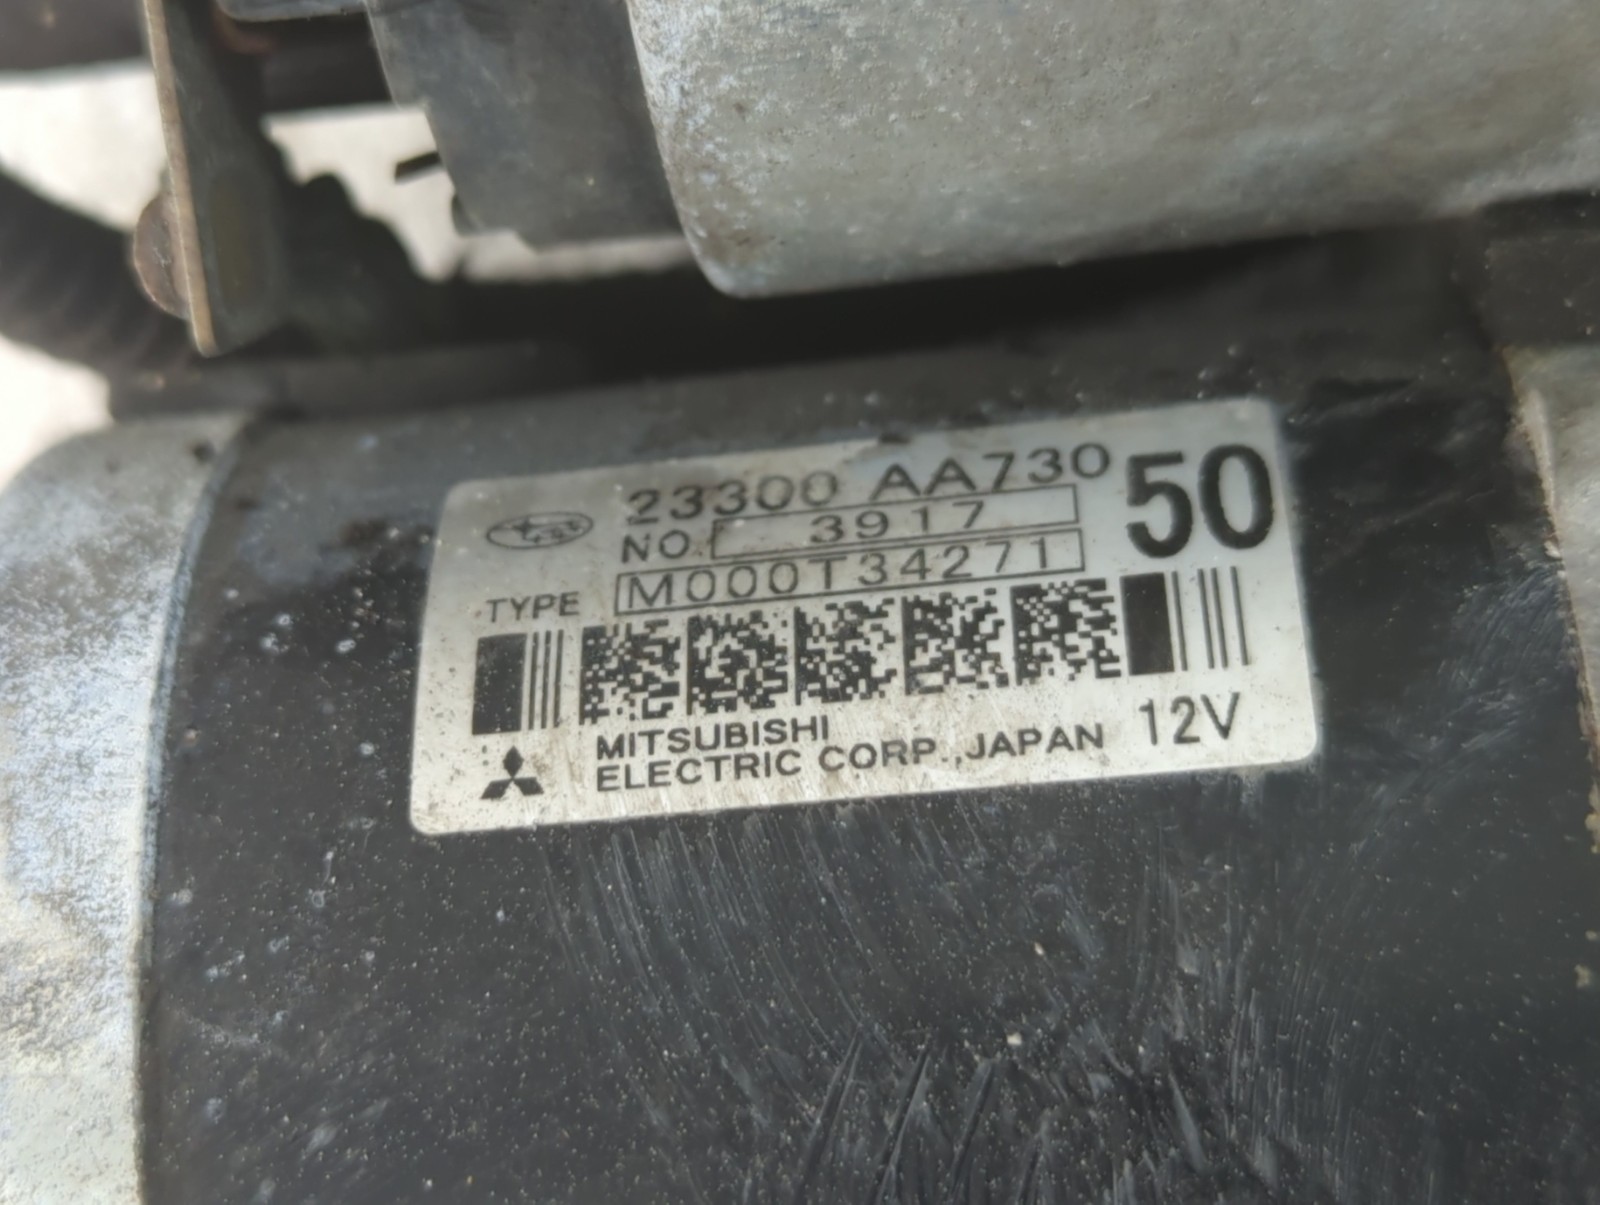 23300 AA730 50
NO. 3917
TYPE M000T34271
MITSUBISHI
ELECTRIC CORP., JAPAN 12V